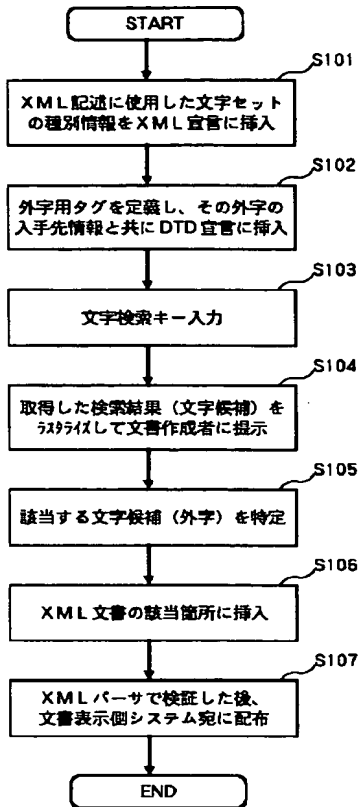 START
S101
XML記述に使用した文字セット
の種別情報をXML宣言に挿入
S102
外字用タグを定義し、その外字の
入手先情報と共にDTD宣言に挿入
S103
文字検索キー入力
S104
取得した検索結果(文字候補)を
ﾗｽﾀﾗｲｽﾞして文書作成者に提示
S105
該当する文字候補(外字)を特定
S106
XML文書の該当箇所に挿入
S107
XMLパーサで検証した後、
文書表示側システム宛に配布
END